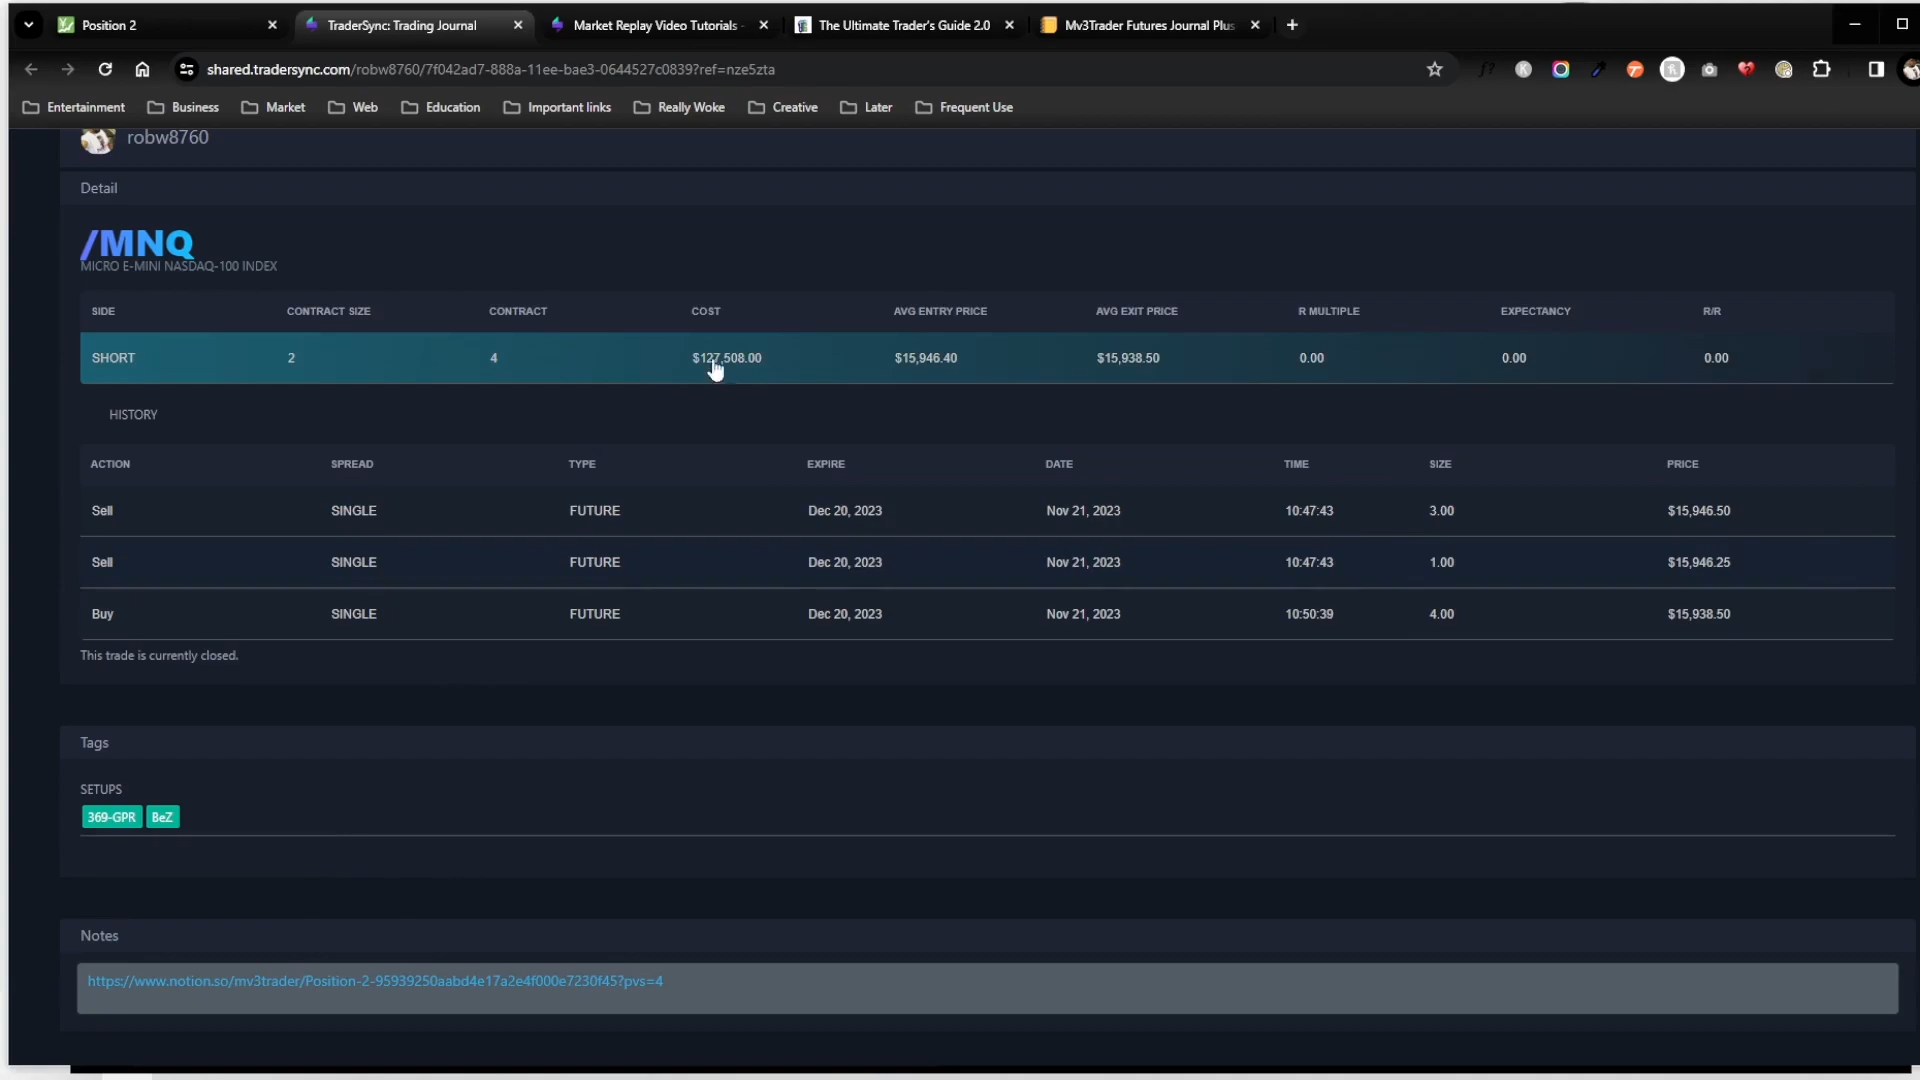 Position 2
TraderSync: Trading Journal
Market Replay Video Tutorials -
The Ultimate Trader's Guide 2.0
Mv3Trader Futures Journal Plus
shared.tradersync.com/robw8760/7f042ad7-888a-11ee-bae3-0644527c0839?ref=nze5zta
Entertainment Business Market Web Education Important links Really Woke Creative Later Frequent Use
robw8760
Detail
/MNQ
MICRO E-MINI NASDAQ-100 INDEX
SIDE CONTRACT SIZE CONTRACT COST AVG ENTRY PRICE AVG EXIT PRICE R MULTIPLE EXPECTANCY R/R
SHORT 2 4 $127,508.00 $15,946.40 $15,938.50 0.00 0.00 0.00
HISTORY
ACTION SPREAD TYPE EXPIRE DATE TIME SIZE PRICE
Sell SINGLE FUTURE Dec 20, 2023 Nov 21, 2023 10:47:43 3.00 $15,946.50
Sell SINGLE FUTURE Dec 20, 2023 Nov 21, 2023 10:47:43 1.00 $15,946.25
Buy SINGLE FUTURE Dec 20, 2023 Nov 21, 2023 10:50:39 4.00 $15,938.50
This trade is currently closed.
Tags
SETUPS
369-GPR BeZ
Notes
https://www.notion.so/mv3trader/Position-2-95939250aabd4e17a2e4f000e7230f45?pvs=4